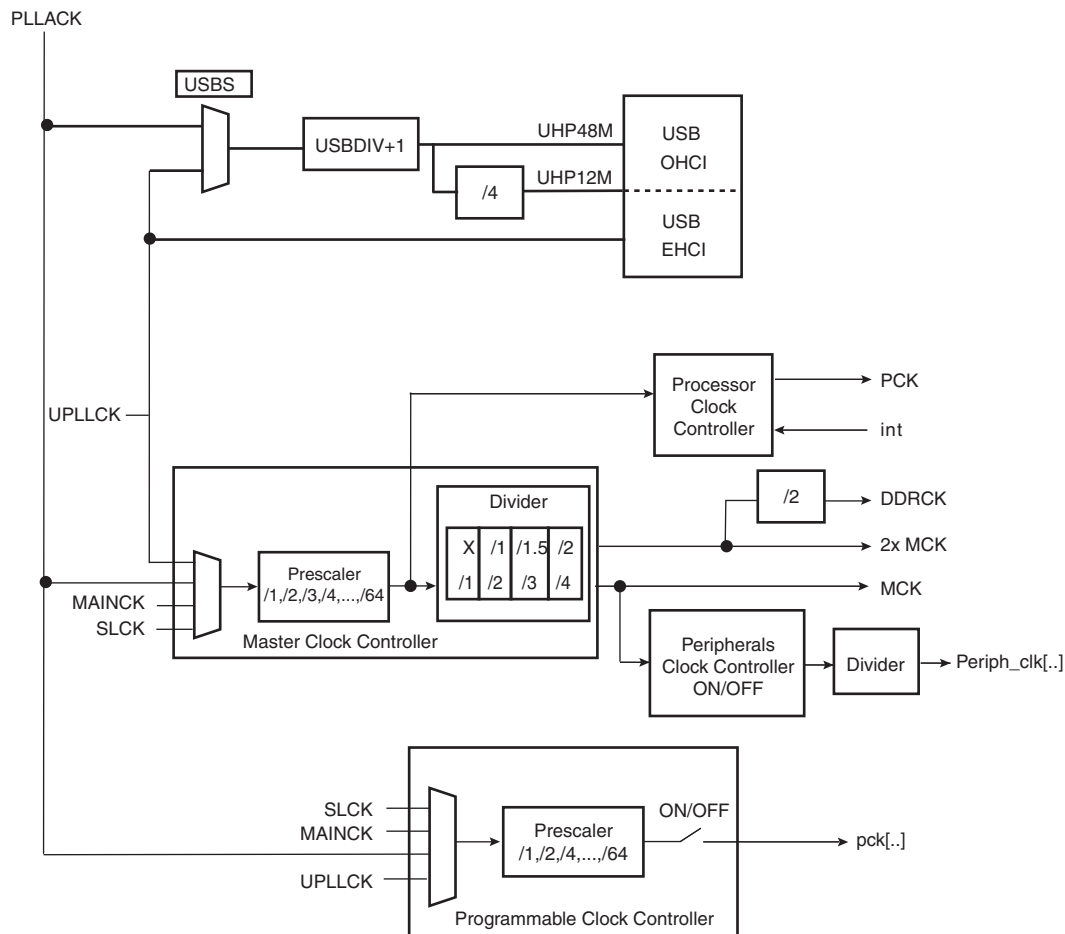 PLLACK
USBS
USBDIV+1
UHP48M
USB
OHCI
/4
UHP12M
USB
EHCI
UPLLCK
Processor
Clock
Controller
PCK
int
/2
DDRCK
Divider
X /1 /1.5 /2
/1 /2 /3 /4
2x MCK
MCK
Prescaler
/1,/2,/3,/4,...,/64
MAINCK
SLCK
Master Clock Controller
Peripherals
Clock Controller
ON/OFF
Divider
Periph_clk[..]
SLCK
MAINCK
UPLLCK
Prescaler
/1,/2,/4,...,/64
ON/OFF
pck[..]
Programmable Clock Controller